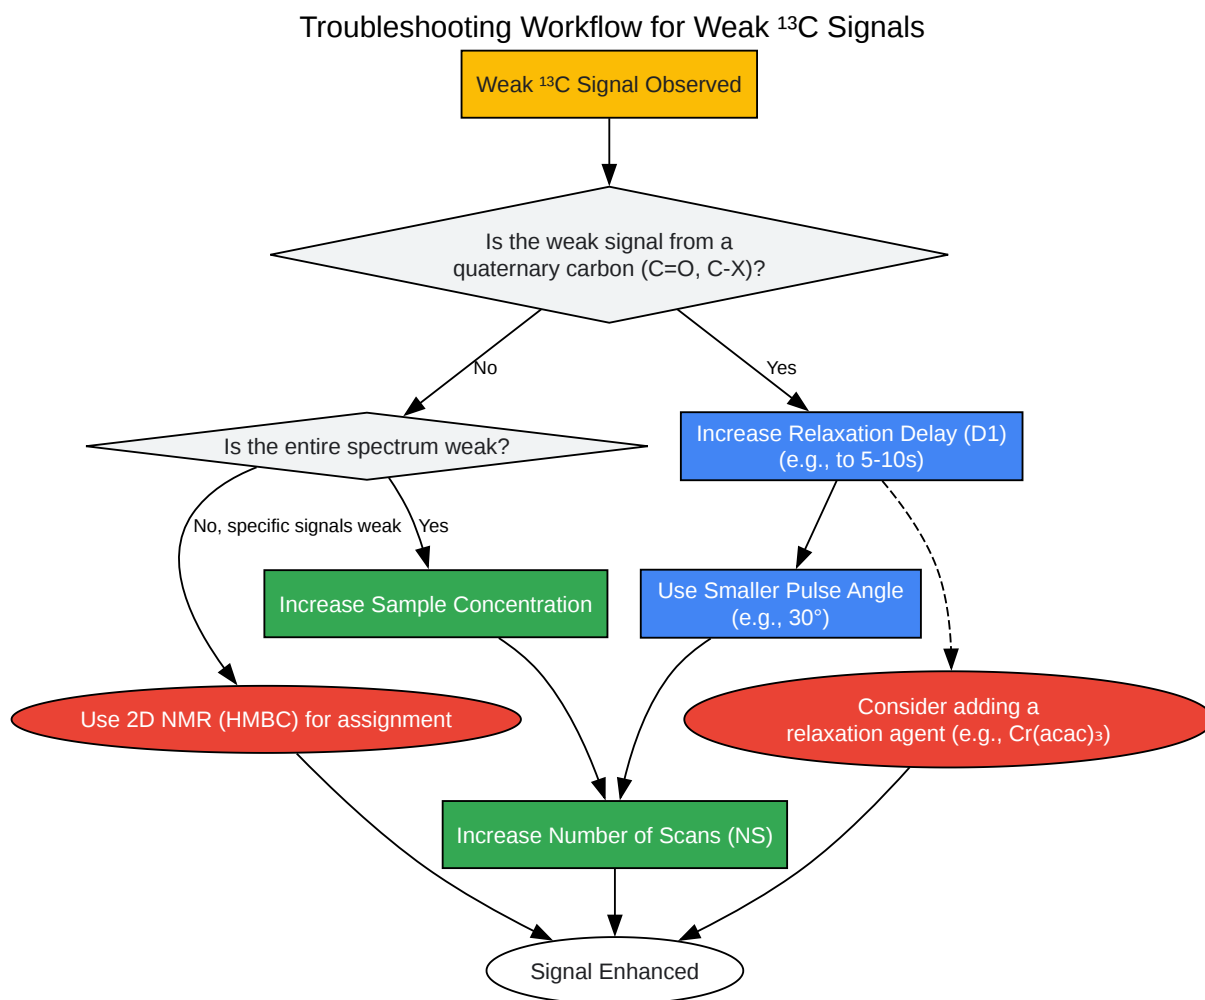 Troubleshooting Workflow for Weak ¹³C Signals
Weak ¹³C Signal Observed
Is the weak signal from a
quaternary carbon (C=O, C-X)?
No
Yes
Is the entire spectrum weak?
Increase Relaxation Delay (D1)
(e.g., to 5-10s)
No, specific signals weak
Yes
Increase Sample Concentration
Use Smaller Pulse Angle
(e.g., 30°)
Use 2D NMR (HMBC) for assignment
Consider adding a
relaxation agent (e.g., Cr(acac)₃)
Increase Number of Scans (NS)
Signal Enhanced